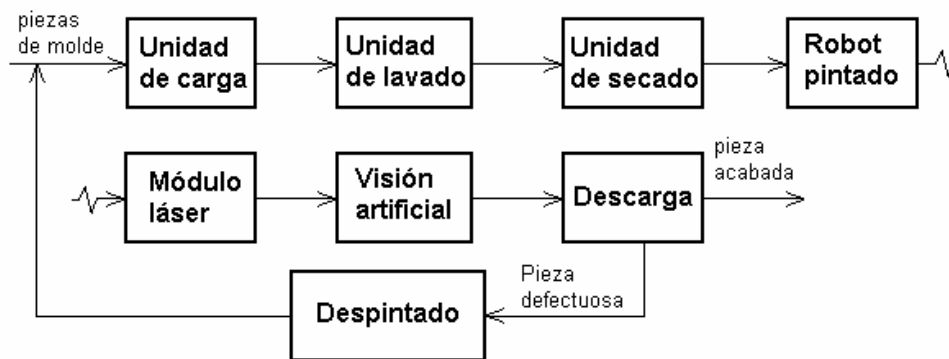 piezas
de molde
Unidad
de carga
Unidad
de lavado
Unidad
de secado
Robot
pintado
Módulo
láser
Visión
artificial
Descarga
pieza
acabada
Pieza
defectuosa
Despintado